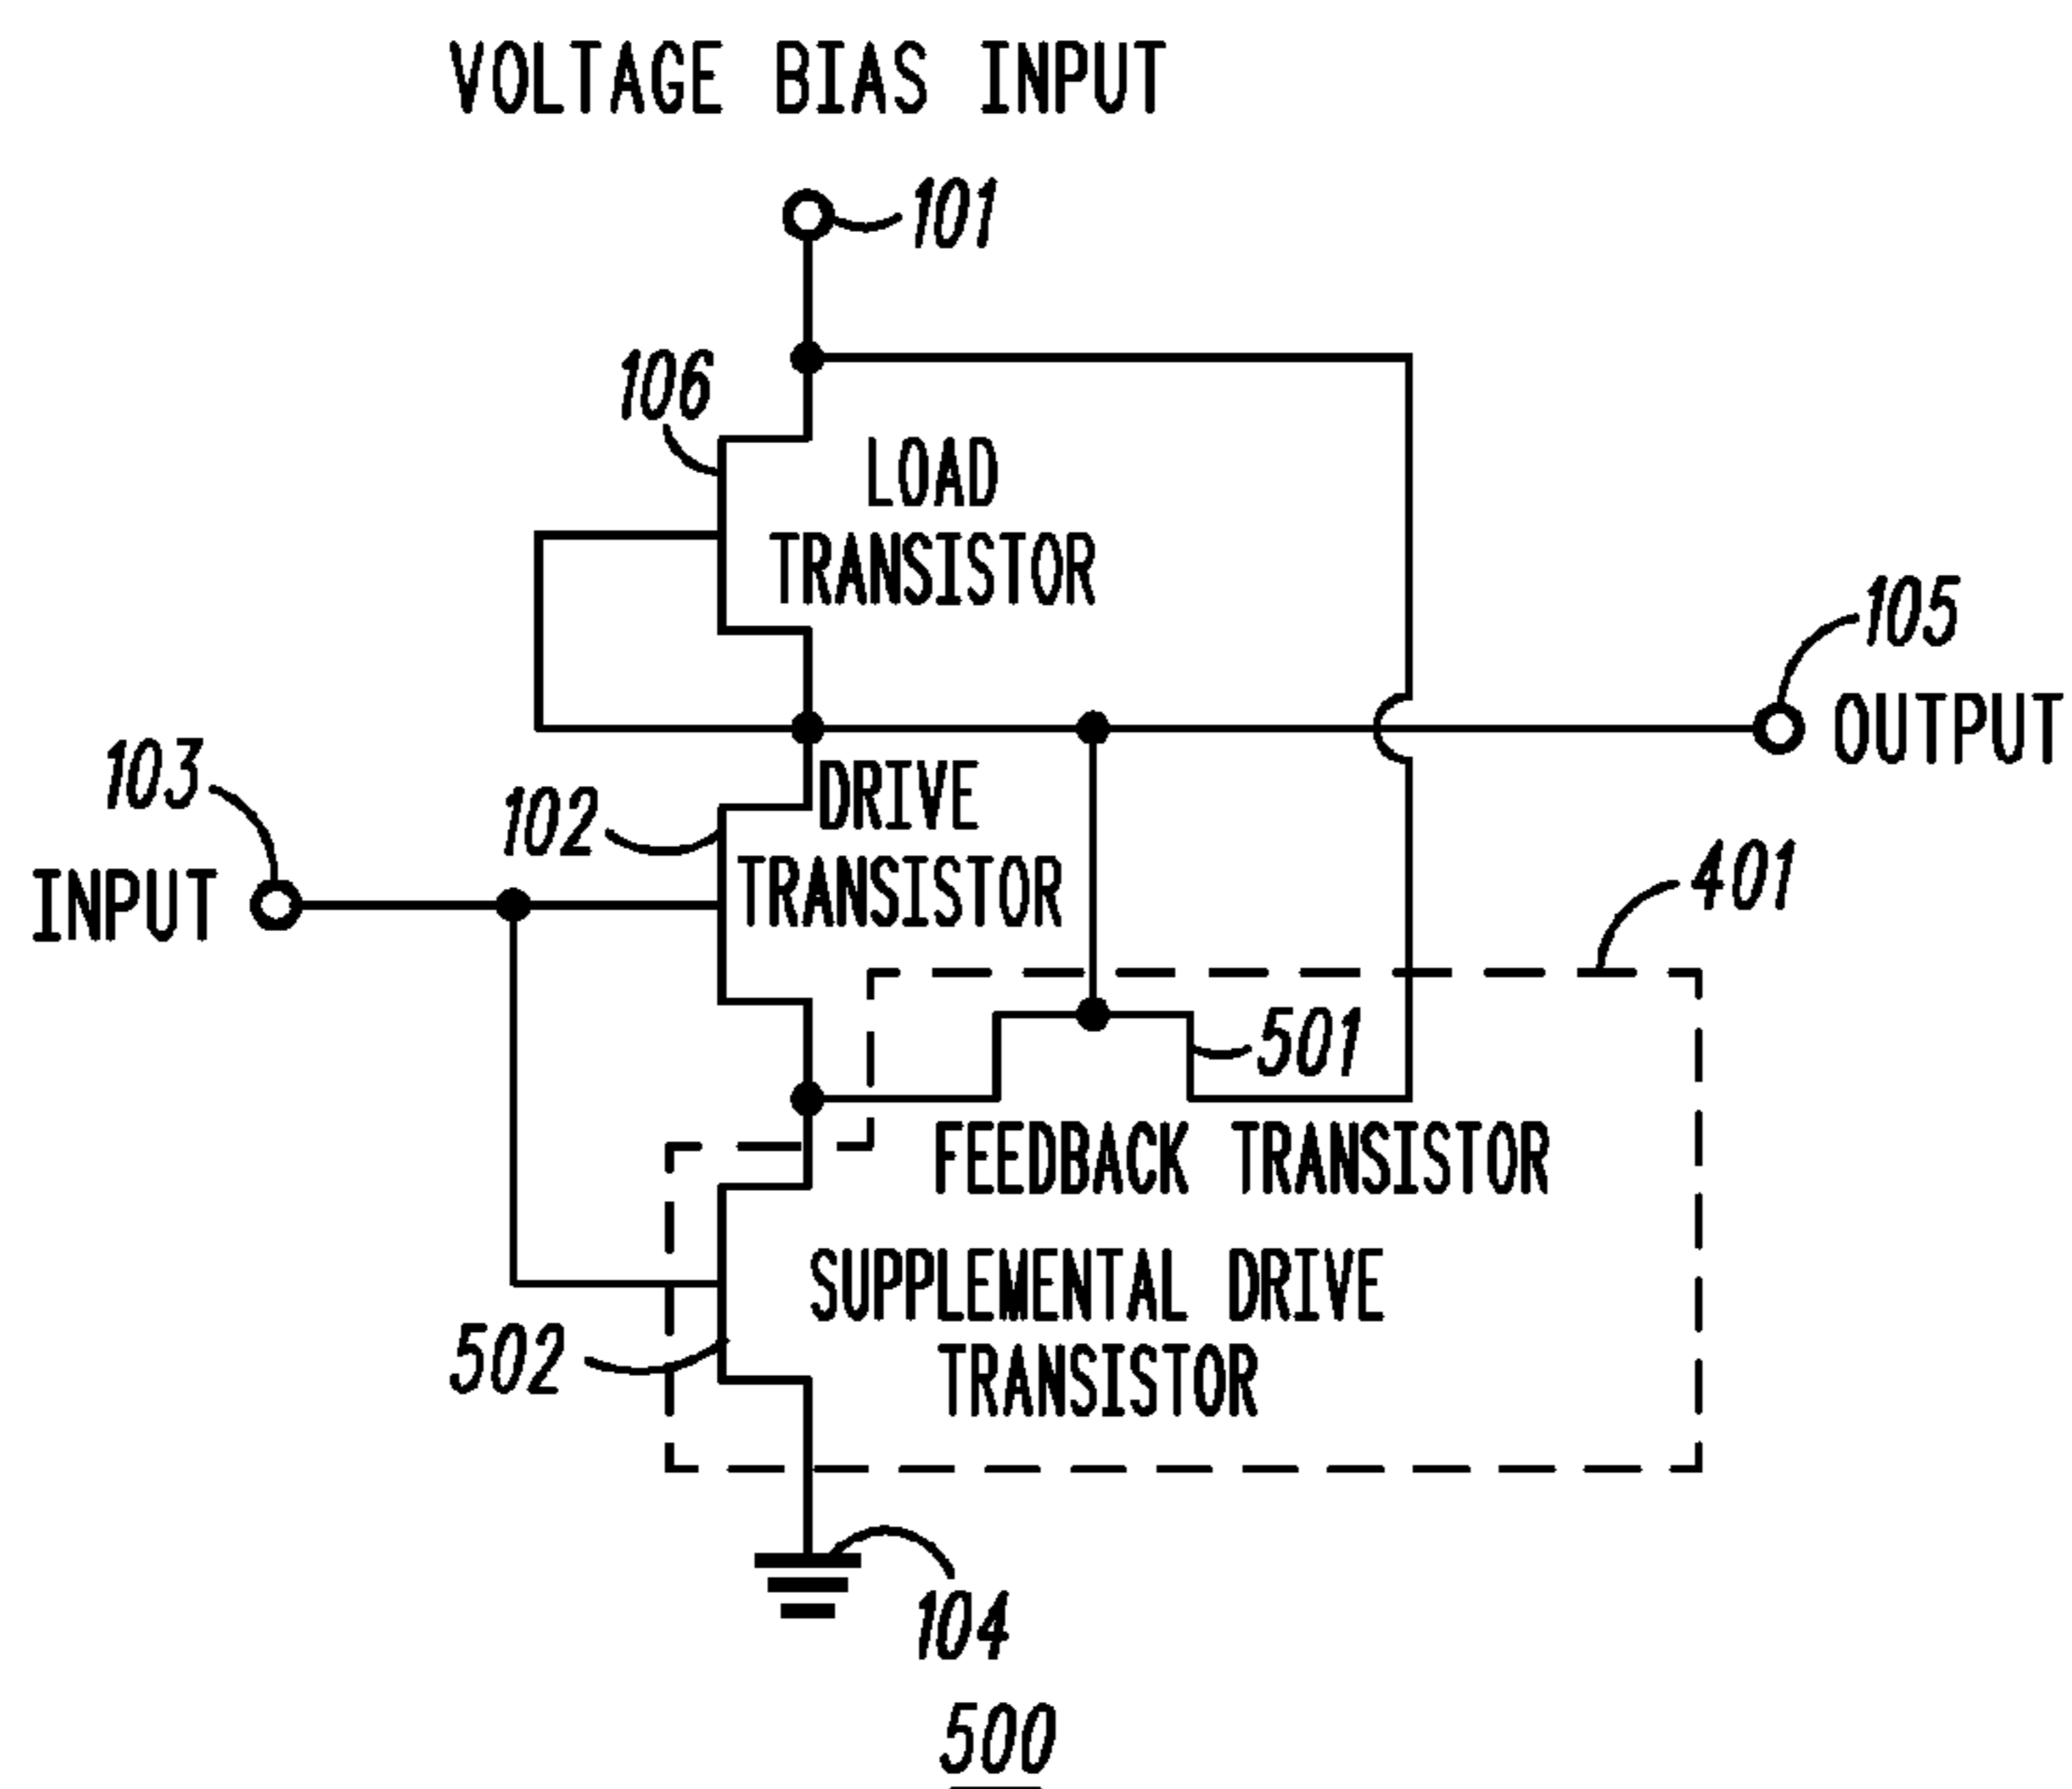 VOLTAGE BIAS INPUT
101
106
LOAD
TRANSISTOR
105
OUTPUT
103
INPUT
102
DRIVE
TRANSISTOR
401
501
FEEDBACK TRANSISTOR
SUPPLEMENTAL DRIVE
TRANSISTOR
502
104
500